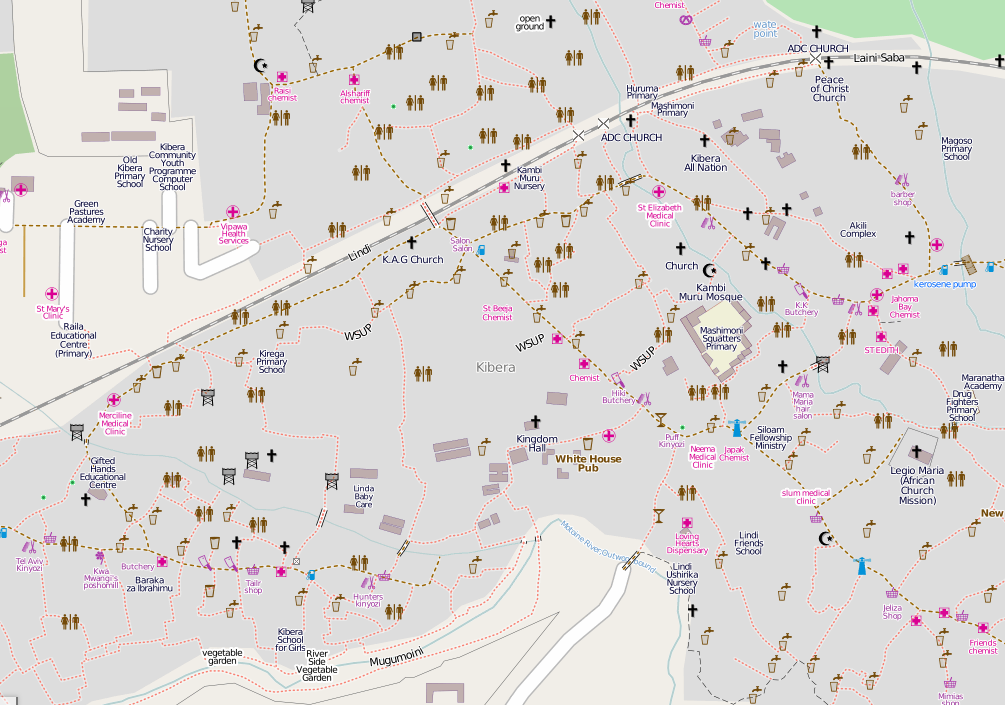 Chemist
open
ground
wate
point
ADC CHURCH
Laini Saba
Peace
of Christ
Church
Raisi
chemist
Alshariff
chemist
Huruma
Primary
Mashimoni
Primary
ADC CHURCH
Kibera
All Nation
Magoso
Primary
School
Old
Kibera
Primary
School
Kibera
Community
Youth
Programme
Computer
School
Kambi
Muru
Nursery
barber
shop
Green
Pastures
Academy
Charity
Nursery
School
Vipawa
Health
Services
St Elizabeth
Medical
Clinic
Akili
Complex
ga
st
Lindi
Salon
Salon
K.A.G Church
Church
Kambi
Muru Mosque
kerosene pump
St Mary's
Clinic
St Beeja
Chemist
K.K
Butchery
Jahoma
Bay
Chemist
Raila
Educational
Centre
(Primary)
WSUP
WSUP
WSUP
Mashimoni
Squatters
Primary
ST EDITH
Kirega
Primary
School
Kibera
Chemist
Hiki
Butchery
Mama
Maria
hair
salon
Maranatha
Academy
Drug
Fighters
Primary
School
Merciline
Medical
Clinic
Kingdom
Hall
White House
Pub
Puff
Kinyozi
Neema
Medical
Clinic
Japak
Chemist
Siloam
Fellowship
Ministry
Gifted
Hands
Educational
Centre
Linda
Baby
Care
Legio Maria
(African
Church
Mission)
slum medical
clinic
New
Motoine River Outwood
ound
Loving
Hearts
Dispensary
Lindi
Friends
School
Tel Aviv
Kinyozi
Kwa
Mwangi's
poshomill
Butchery
Baraka
za Ibrahimu
Tailr
shop
Hunters
kinyozi
Lindi
Ushirika
Nursery
School
Jeliza
Shop
Friends
chemist
Kibera
School
for Girls
vegetable
garden
River
Side
Vegetable
Garden
Mugumoini
Mimias
shop